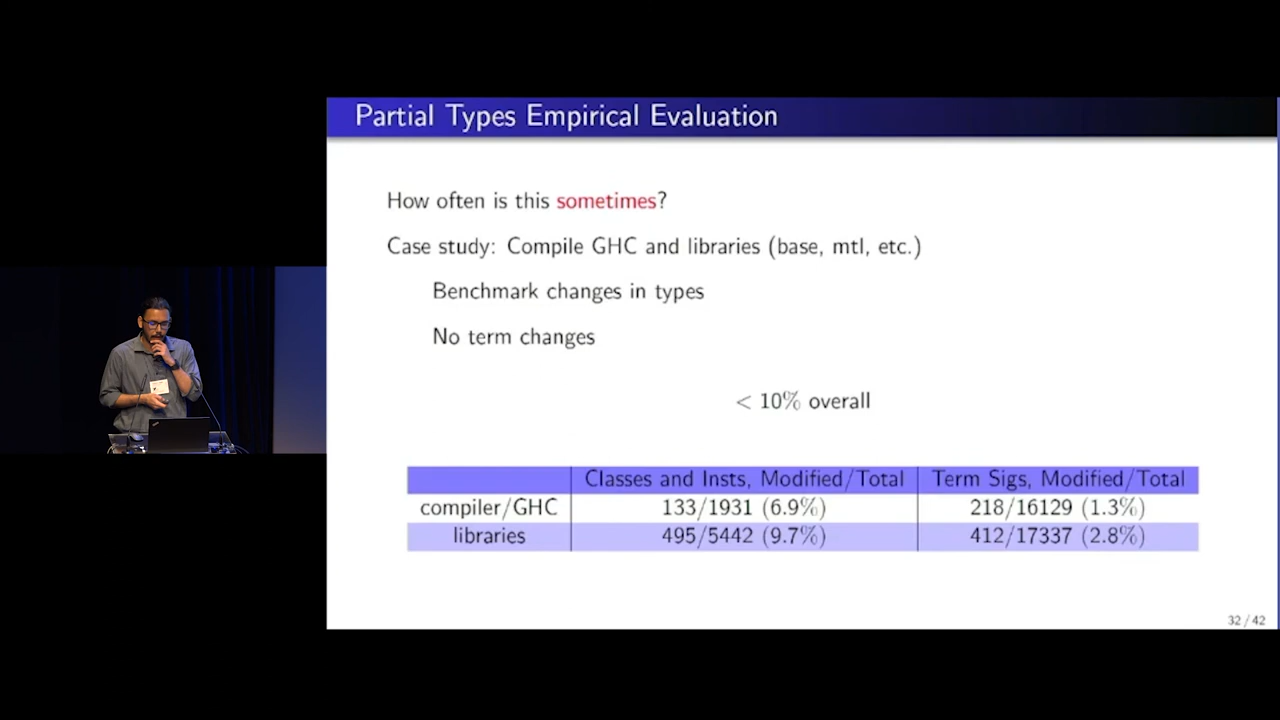 Partial Types Empirical Evaluation
How often is this sometimes?
Case study: Compile GHC and libraries (base, mtl, etc.)
Benchmark changes in types
No term changes
< 10% overall
Classes and Insts, Modified/Total Term Sigs, Modified/Total
compiler/GHC 133/1931 (6.9%) 218/16129 (1.3%)
libraries 495/5442 (9.7%) 412/17337 (2.8%)
32 / 42